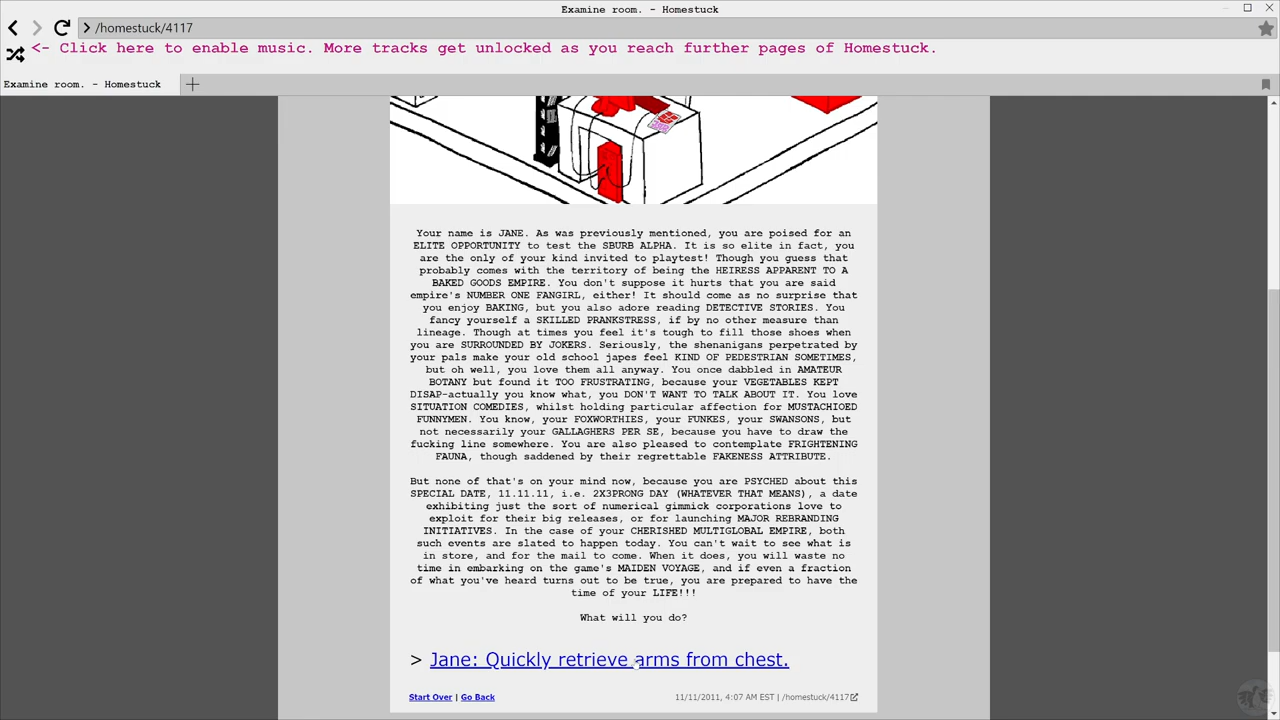 Examine room. - Homestuck
/homestuck/4117
<- Click here to enable music. More tracks get unlocked as you reach further pages of Homestuck.
Examine room. - Homestuck
Your name is JANE. As was previously mentioned, you are poised for an
ELITE OPPORTUNITY to test the SBURB ALPHA. It is so elite in fact, you
are the only of your kind invited to playtest! Though you guess that
probably comes with the territory of being the HEIRESS APPARENT TO A
BAKED GOODS EMPIRE. You don't suppose it hurts that you are said
empire's NUMBER ONE FANGIRL, either! It should come as no surprise that
you enjoy BAKING, but you also adore reading DETECTIVE STORIES. You
fancy yourself a SKILLED PRANKSTRESS, if by no other measure than
lineage. Though at times you feel it's tough to fill those shoes when
you are SURROUNDED BY JOKERS. Seriously, the shenanigans perpetrated by
your pals make your old school japes feel KIND OF PEDESTRIAN SOMETIMES,
but oh well, you love them all anyway. You once dabbled in AMATEUR
BOTANY but found it TOO FRUSTRATING, because your VEGETABLES KEPT
DISAP-actually you know what, you DON'T WANT TO TALK ABOUT IT. You love
SITUATION COMEDIES, whilst holding particular affection for MUSTACHIOED
FUNNYMEN. You know, your FOXWORTHIES, your FUNKES, your SWANSONS, but
not necessarily your GALLAGHERS PER SE, because you have to draw the
fucking line somewhere. You are also pleased to contemplate FRIGHTENING
FAUNA, though saddened by their regrettable FAKENESS ATTRIBUTE.
But none of that's on your mind now, because you are PSYCHED about this
SPECIAL DATE, 11.11.11, i.e. 2X3PRONG DAY (WHATEVER THAT MEANS), a date
exhibiting just the sort of numerical gimmick corporations love to
exploit for their big releases, or for launching MAJOR REBRANDING
INITIATIVES. In the case of your CHERISHED MULTIGLOBAL EMPIRE, both
such events are slated to happen today. You can't wait to see what is
in store, and for the mail to come. When it does, you will waste no
time in embarking on the game's MAIDEN VOYAGE, and if even a fraction
of what you've heard turns out to be true, you are prepared to have the
time of your LIFE!!!
What will you do?
> Jane: Quickly retrieve arms from chest.
Start Over | Go Back
11/11/2011, 4:07 AM EST | /homestuck/4117